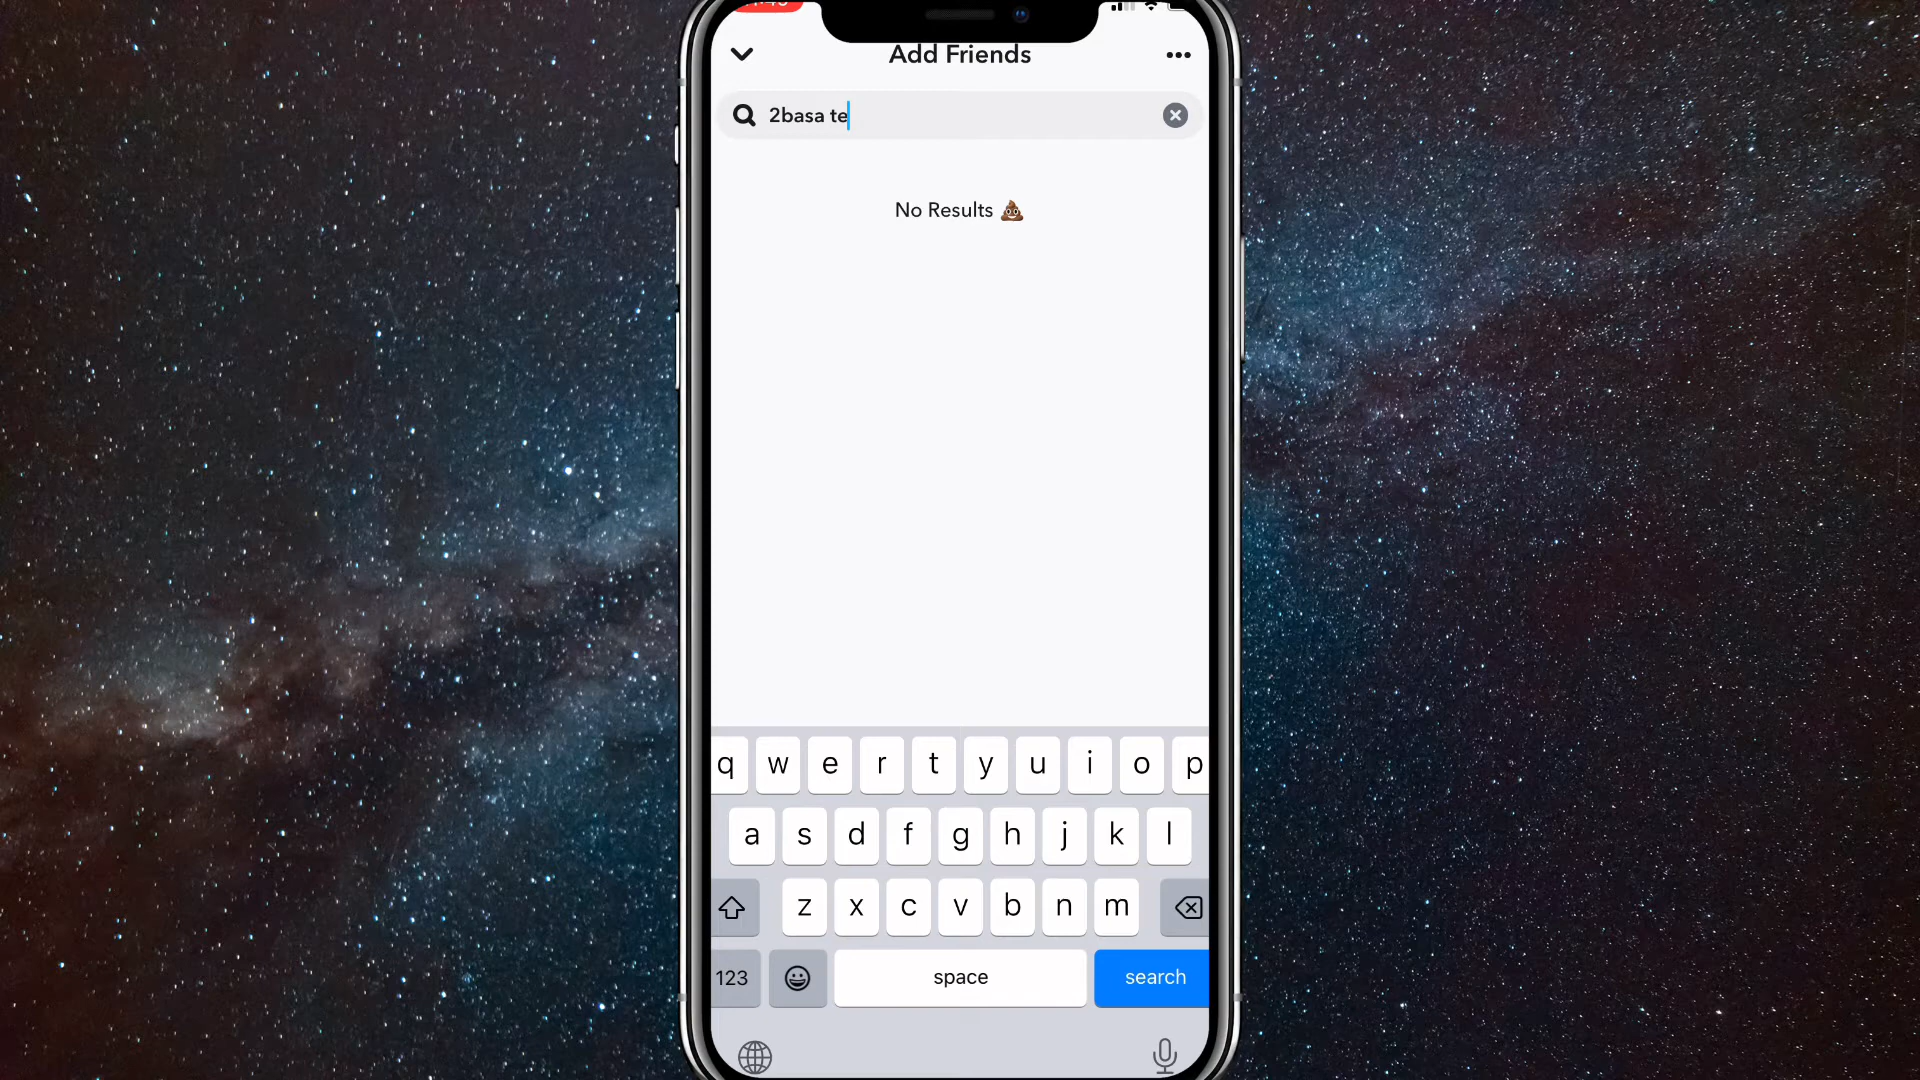 Add Friends
2basa te
No Results 💩
q w e r t y u i o p
a s d f g h j k l
z x c v b n m
123 space search